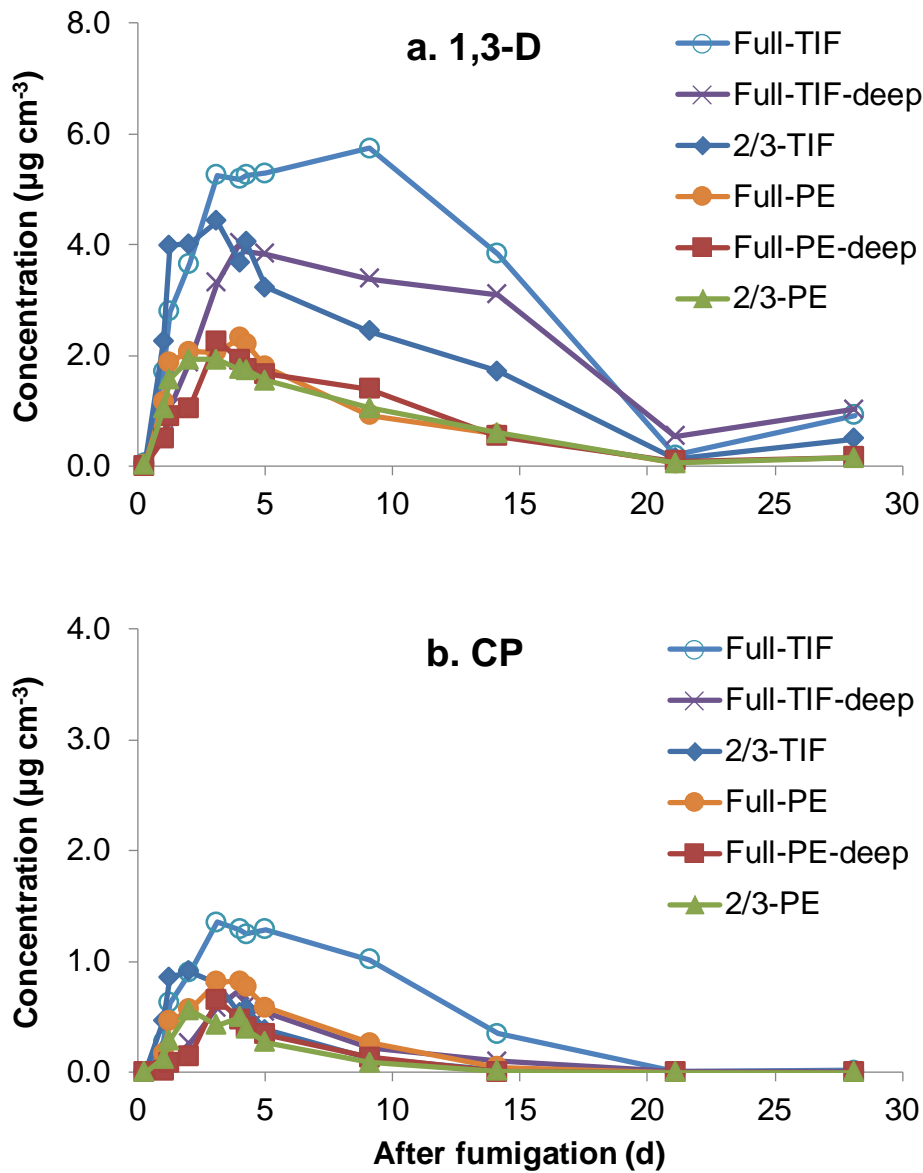 a. 1,3-D
Concentration (µg cm-3)
8.0
6.0
4.0
2.0
0.0
0 5 10 15 20 25 30
Full-TIF
Full-TIF-deep
2/3-TIF
Full-PE
Full-PE-deep
2/3-PE
b. CP
Concentration (µg cm-3)
4.0
3.0
2.0
1.0
0.0
0 5 10 15 20 25 30
Full-TIF
Full-TIF-deep
2/3-TIF
Full-PE
Full-PE-deep
2/3-PE
After fumigation (d)